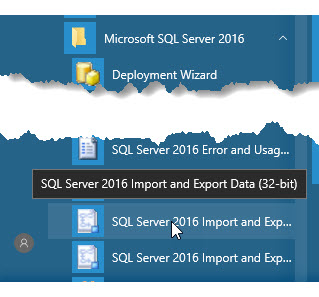 Microsoft SQL Server 2016
Deployment Wizard
SQL Server 2016 Error and Usag...
SQL Server 2016 Import and Export Data (32-bit)
SQL Server 2016 Import and Exp...
SQL Server 2016 Import and Exp...